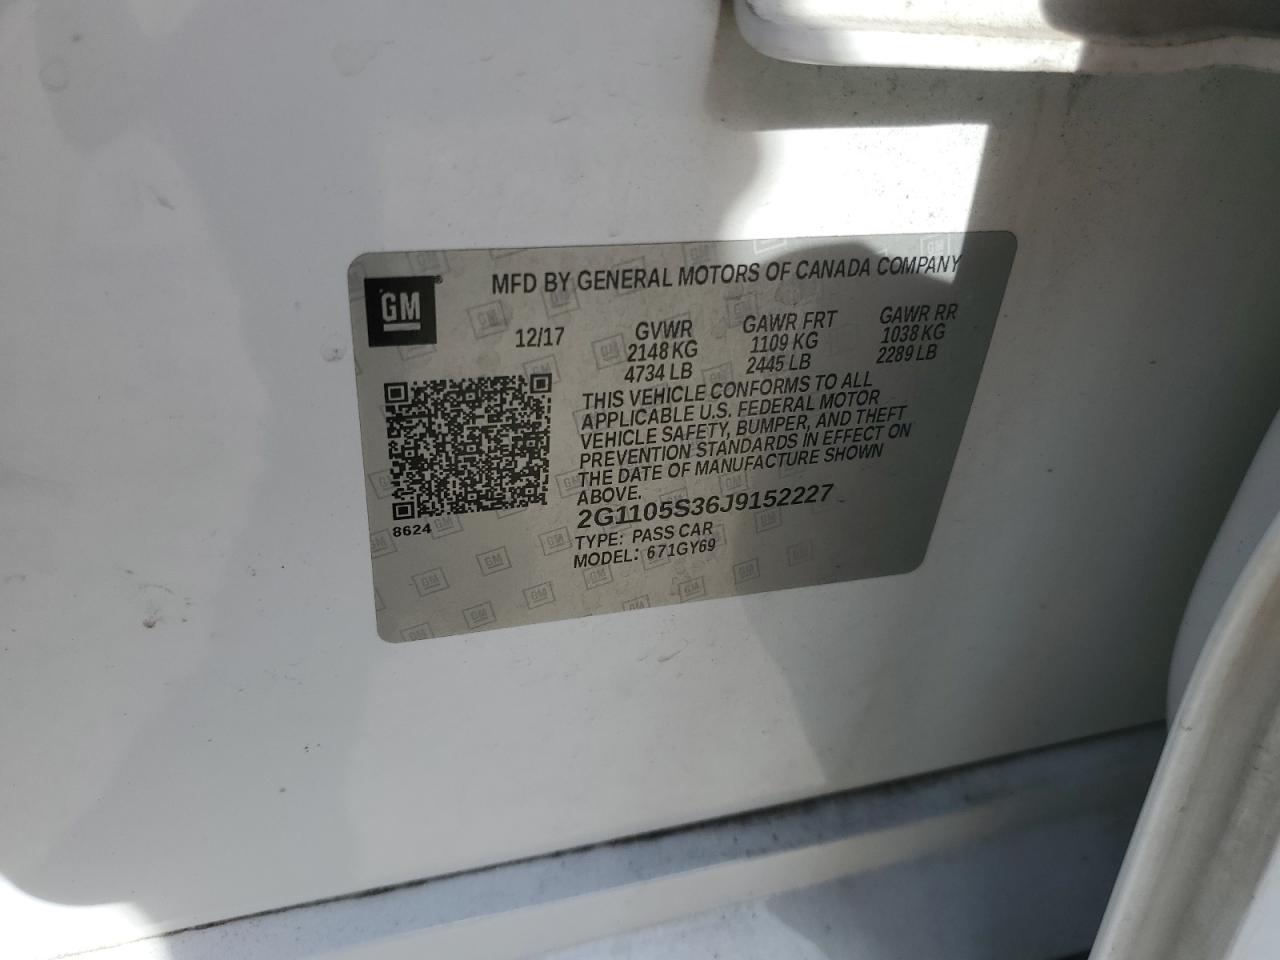 MFD BY GENERAL MOTORS OF CANADA COMPANY
GM
12/17
GVWR
2148 KG
4734 LB
GAWR FRT
1109 KG
2445 LB
GAWR RR
1038 KG
2289 LB
THIS VEHICLE CONFORMS TO ALL
APPLICABLE U.S. FEDERAL MOTOR
VEHICLE SAFETY, BUMPER, AND THEFT
PREVENTION STANDARDS IN EFFECT ON
THE DATE OF MANUFACTURE SHOWN
ABOVE.
8624
2G1105S36J9152227
TYPE: PASS CAR
MODEL: 671GY69